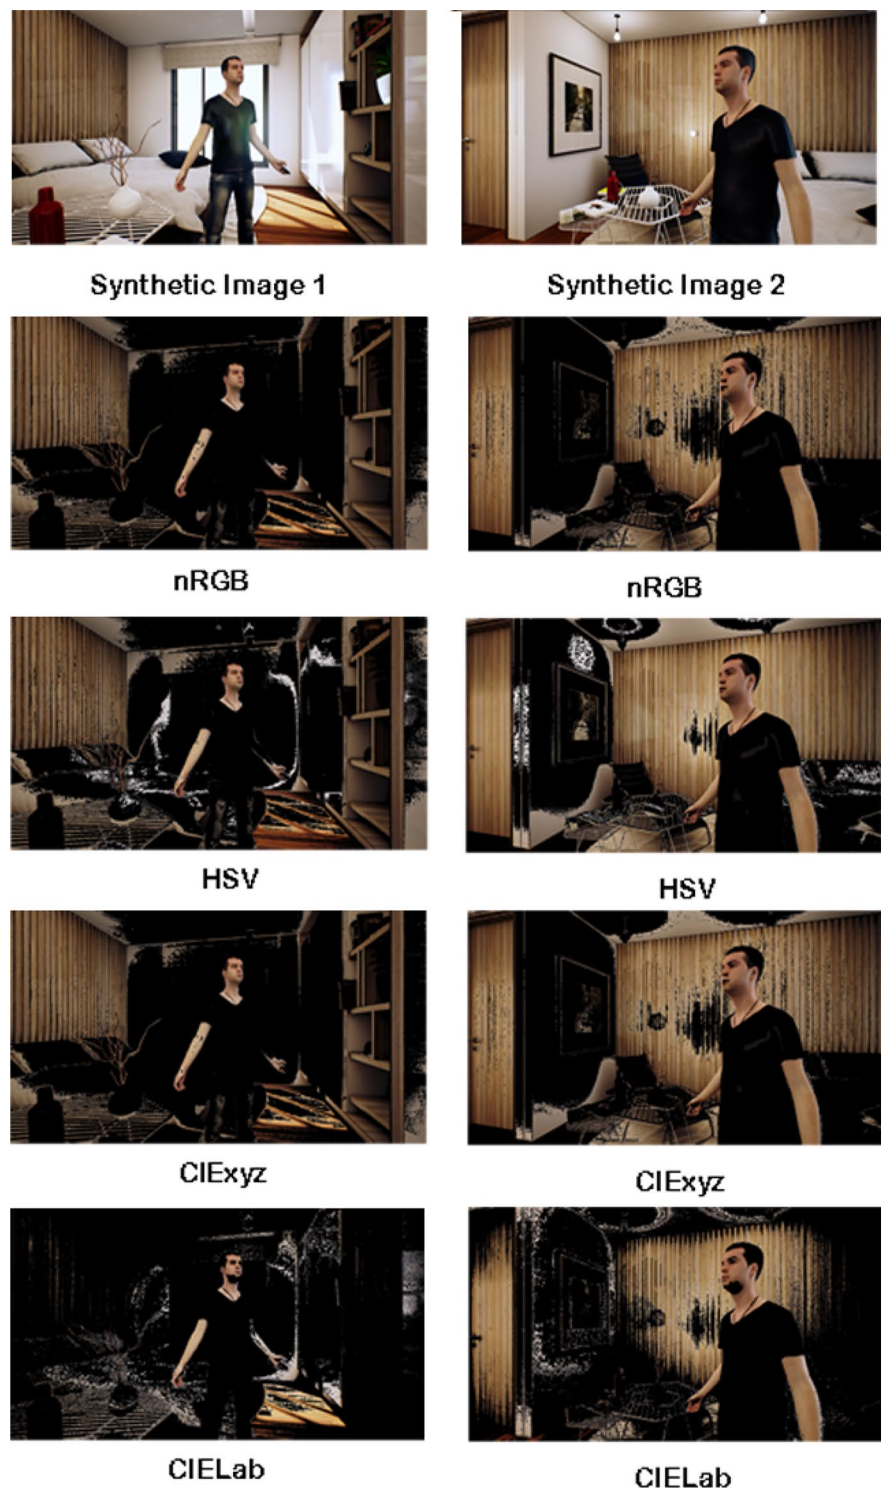 Synthetic Image 1
Synthetic Image 2
nRGB
nRGB
HSV
HSV
CIExyz
CIExyz
CIELab
CIELab